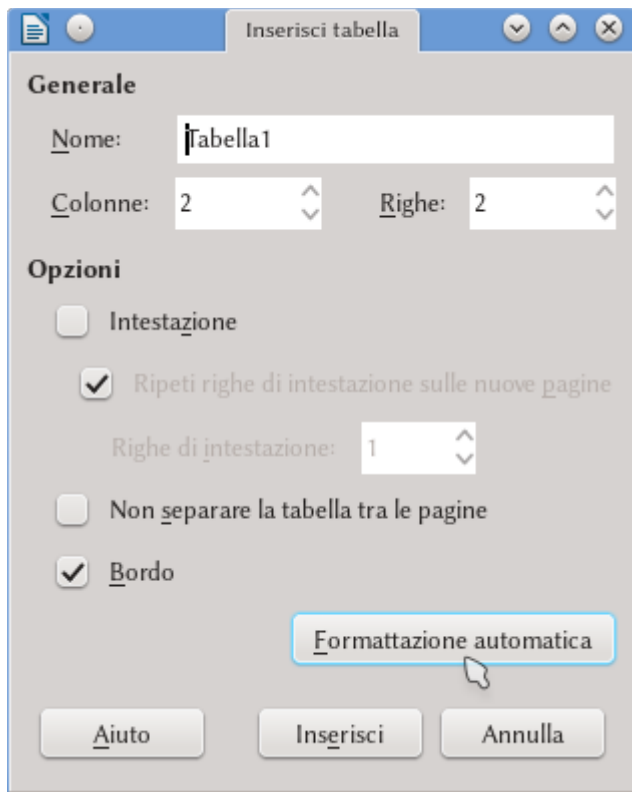 Inserisci tabella
Generale
Nome: Tabella1
Colonne: 2 Righe: 2
Opzioni
Intestazione
Ripeti righe di intestazione sulle nuove pagine
Righe di intestazione: 1
Non separare la tabella tra le pagine
Bordo
Formattazione automatica
Aiuto Inserisci Annulla